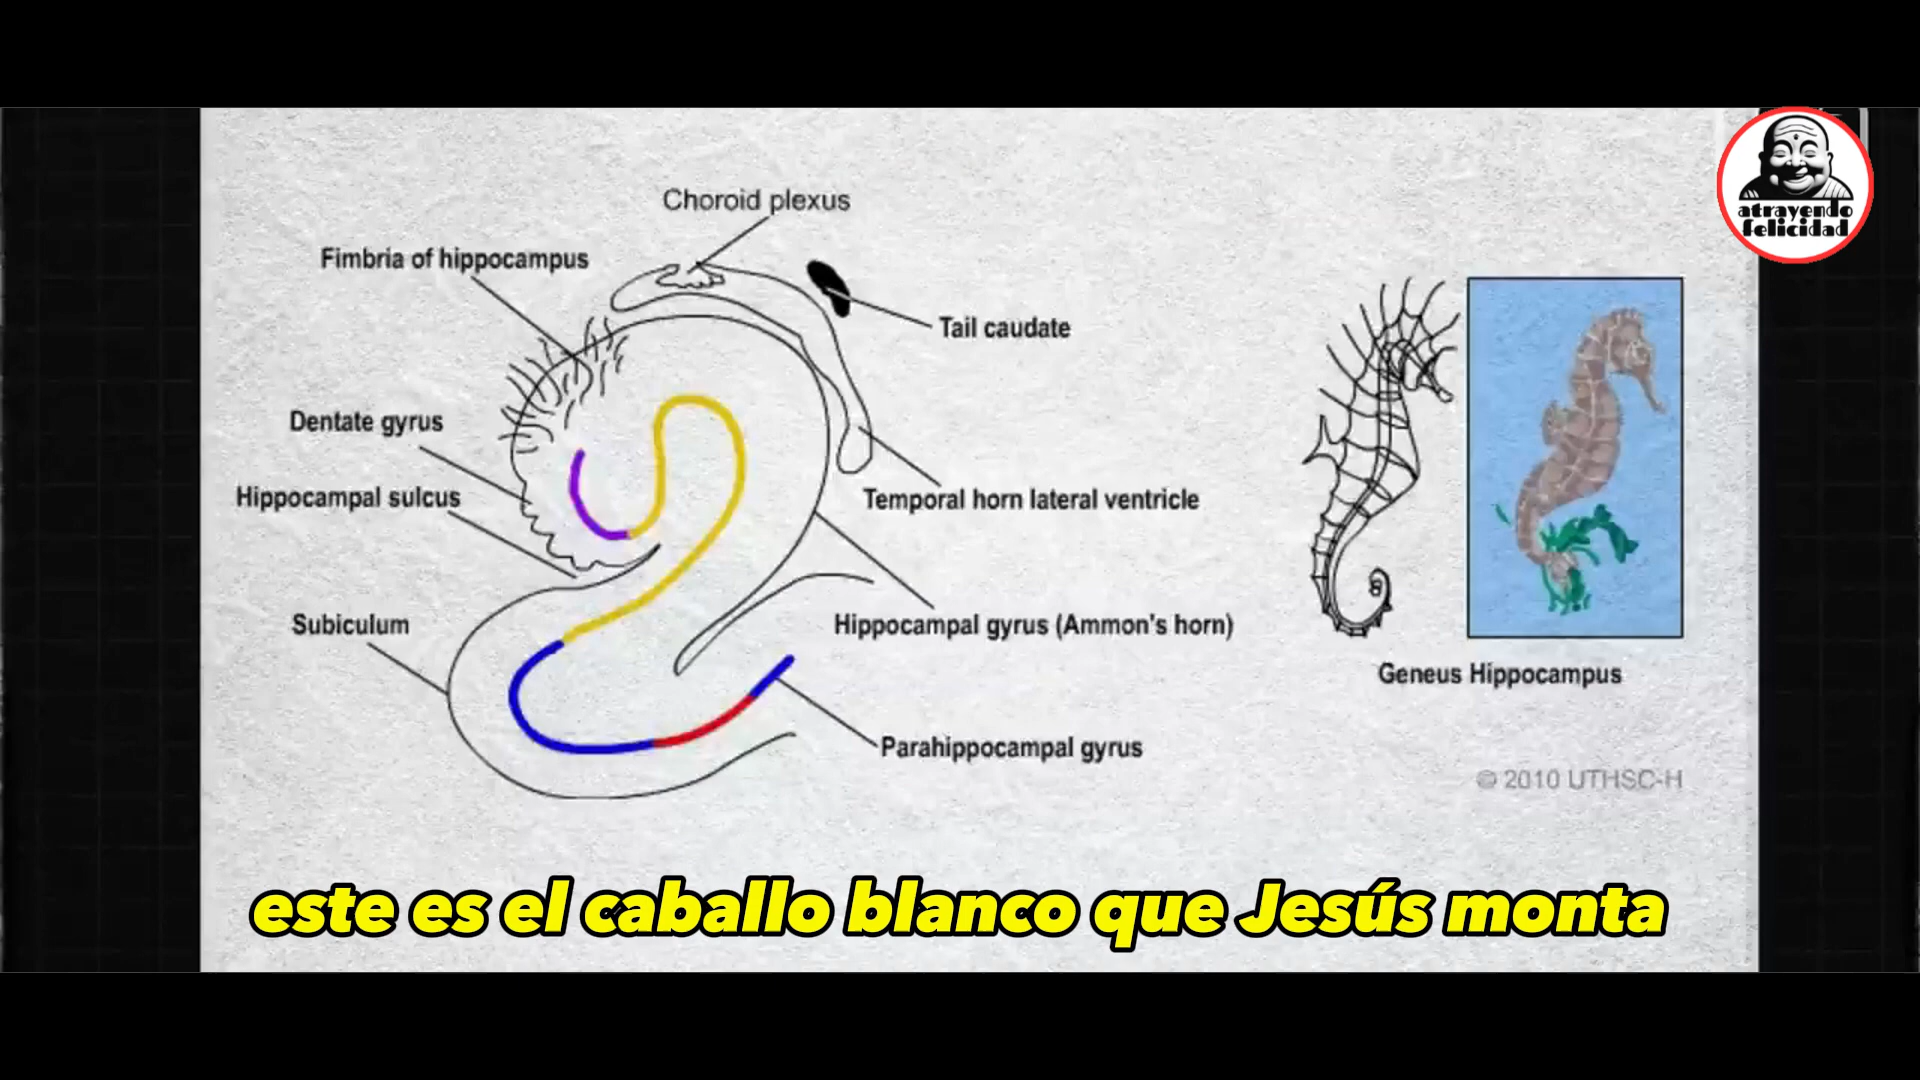 Choroid plexus
Fimbria of hippocampus
Tail caudate
Dentate gyrus
Hippocampal sulcus
Temporal horn lateral ventricle
Subiculum
Hippocampal gyrus (Ammon's horn)
Parahippocampal gyrus
Geneus Hippocampus
© 2010 UTHSC-H
atrayendo
felicidad
este es el caballo blanco que Jesús monta